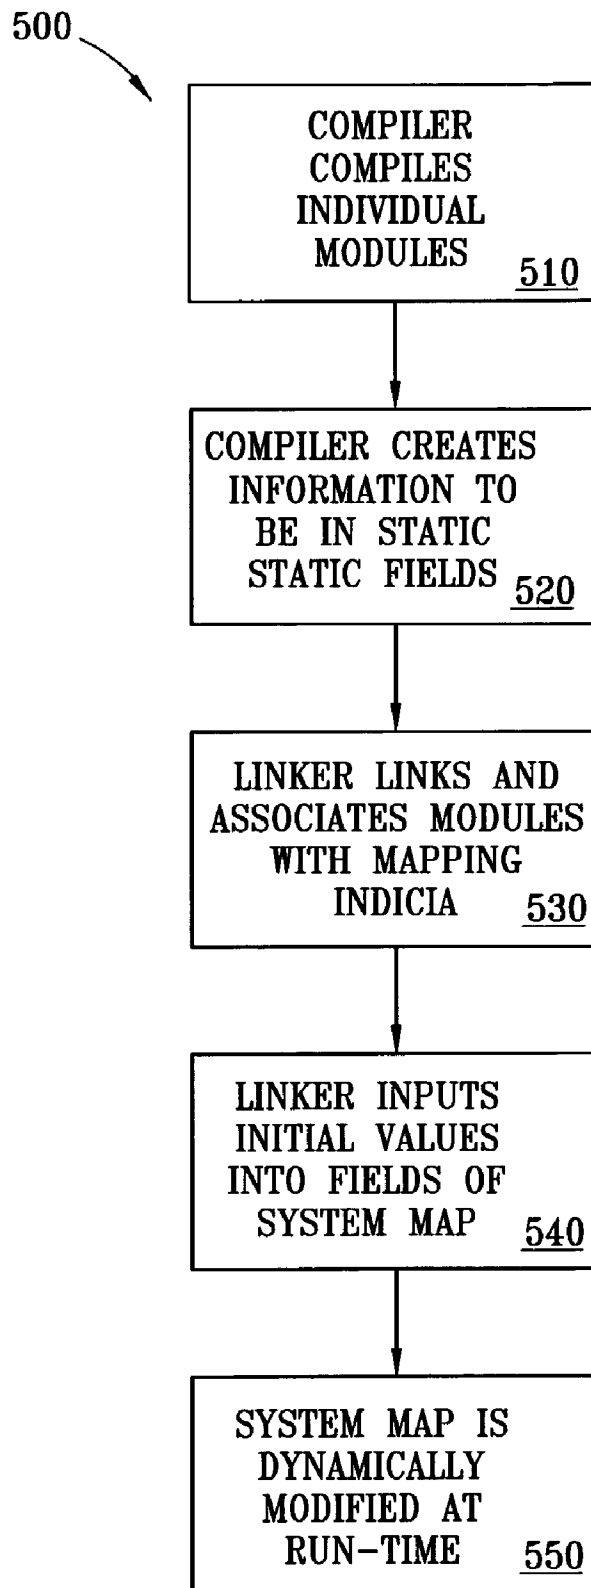 500
COMPILER
COMPILES
INDIVIDUAL
MODULES
510
COMPILER CREATES
INFORMATION TO
BE IN STATIC
STATIC FIELDS
520
LINKER LINKS AND
ASSOCIATES MODULES
WITH MAPPING
INDICIA
530
LINKER INPUTS
INITIAL VALUES
INTO FIELDS OF
SYSTEM MAP
540
SYSTEM MAP IS
DYNAMICALLY
MODIFIED AT
RUN-TIME
550